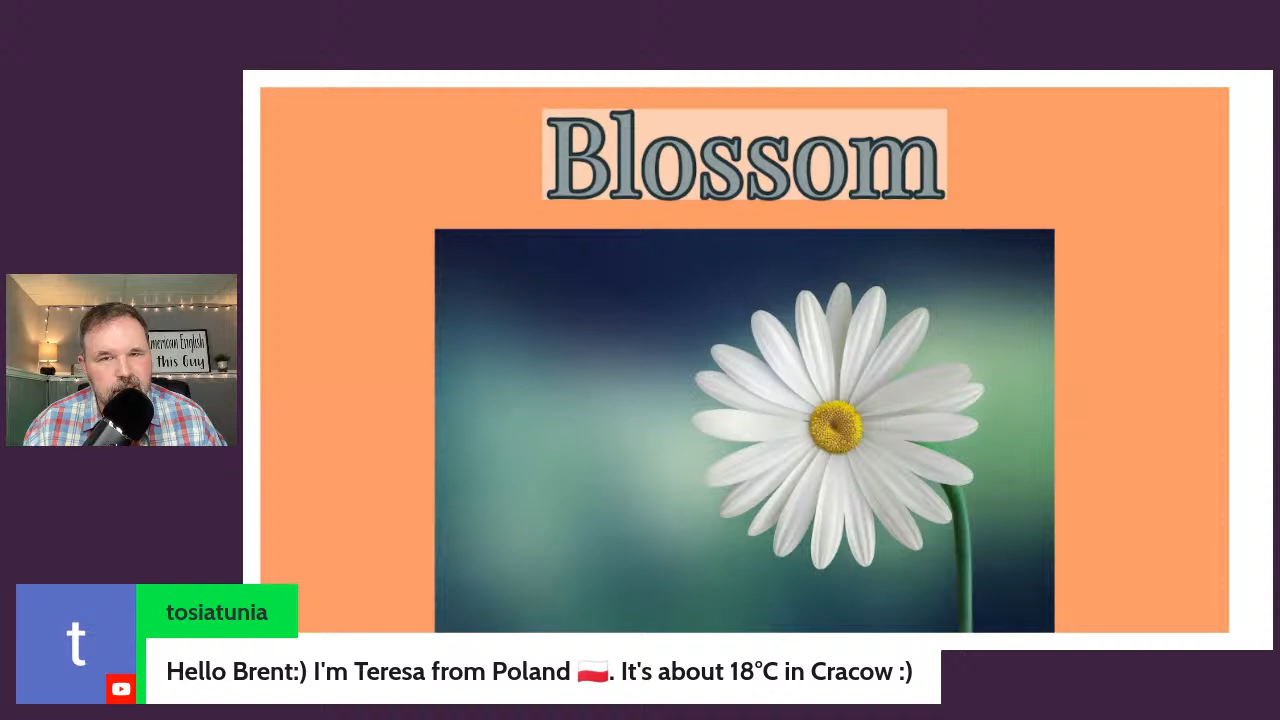 Blossom
American English
this Guy
t
tosiatunia
Hello Brent:) I'm Teresa from Poland 🇵🇱. It's about 18°C in Cracow :)